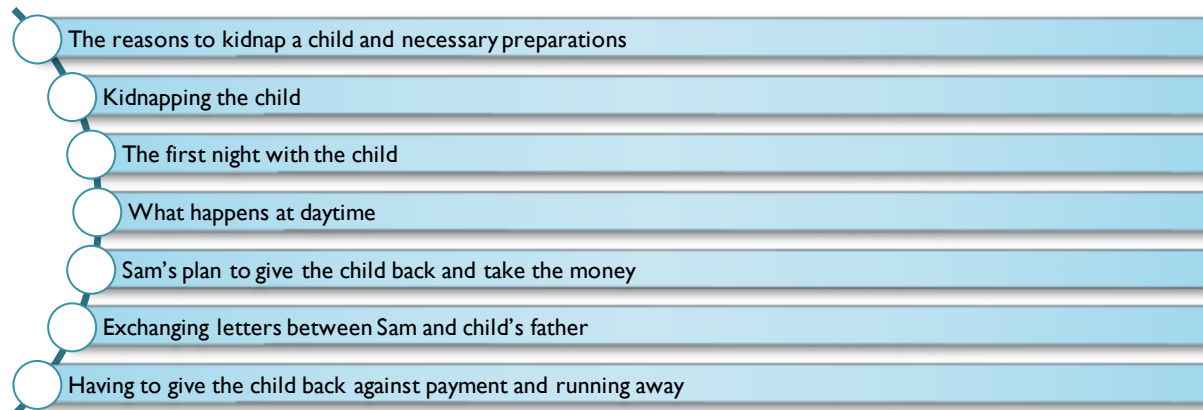 The reasons to kidnap a child and necessary preparations
Kidnapping the child
The first night with the child
What happens at daytime
Sam's plan to give the child back and take the money
Exchanging letters between Sam and child's father
Having to give the child back against payment and running away